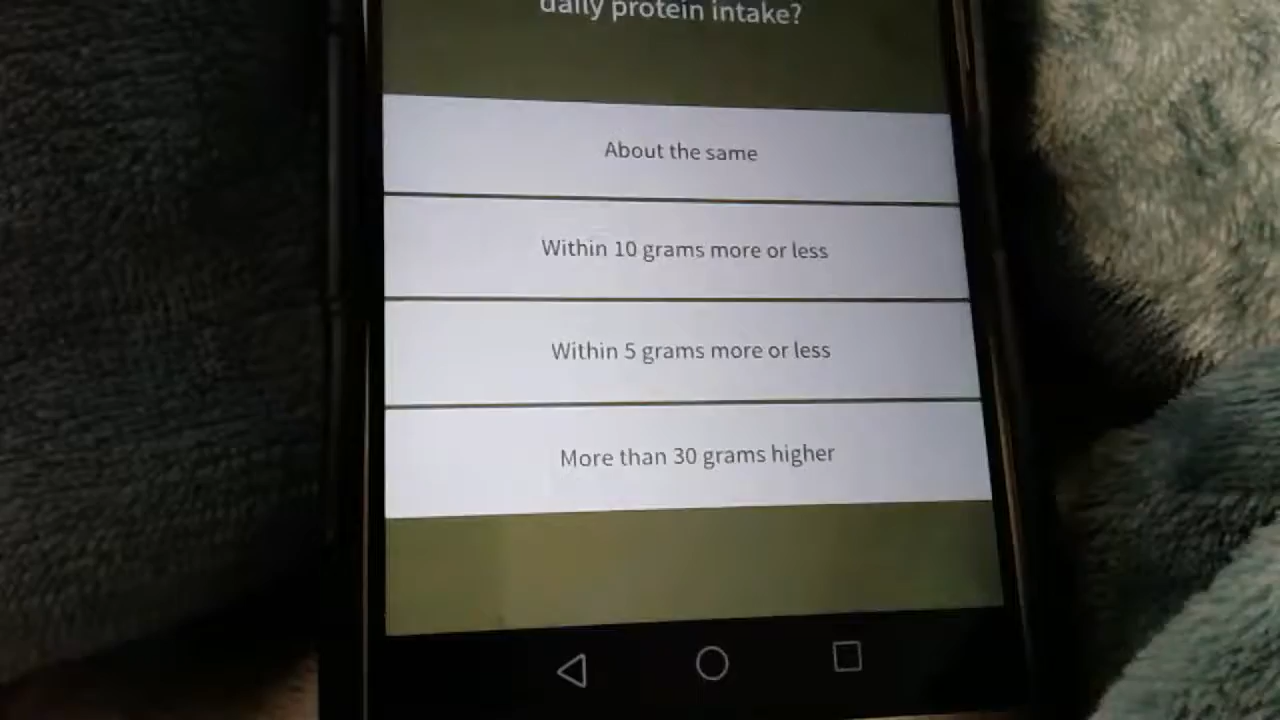 daily protein intake?
About the same
Within 10 grams more or less
Within 5 grams more or less
More than 30 grams higher